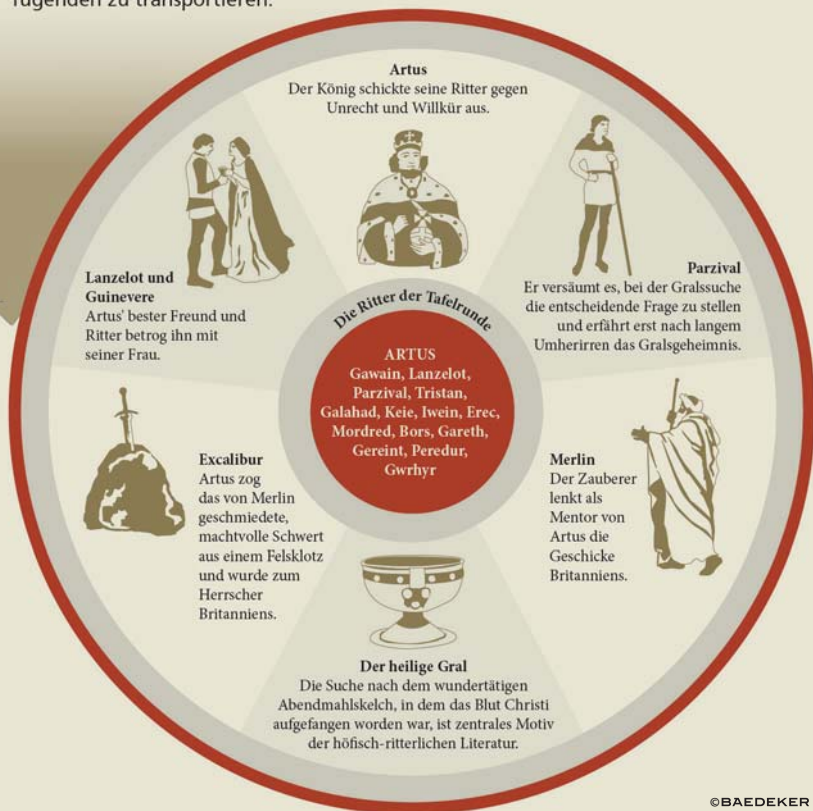 Tugenden zu transportieren.
Artus
Der König schickte seine Ritter gegen
Unrecht und Willkür aus.
Lanzelot und
Guinevere
Artus' bester Freund und
Ritter betrog ihn mit
seiner Frau.
Parzival
Er versäumt es, bei der Gralssuche
die entscheidende Frage zu stellen
und erfährt erst nach langem
Umherirren das Gralsgeheimnis.
Die Ritter der Tafelrunde
ARTUS
Gawain, Lanzelot,
Parzival, Tristan,
Galahad, Keie, Iwein, Erec,
Mordred, Bors, Gareth,
Gereint, Peredur,
Gwrhyr
Excalibur
Artus zog
das von Merlin
geschmiedete,
machtvolle Schwert
aus einem Felsklotz
und wurde zum
Herrscher
Britanniens.
Merlin
Der Zauberer
lenkt als
Mentor von
Artus die
Geschicke
Britanniens.
Der heilige Gral
Die Suche nach dem wundertätigen
Abendmahlskelch, in dem das Blut Christi
aufgefangen worden war, ist zentrales Motiv
der höfisch-ritterlichen Literatur.
©BAEDEKER